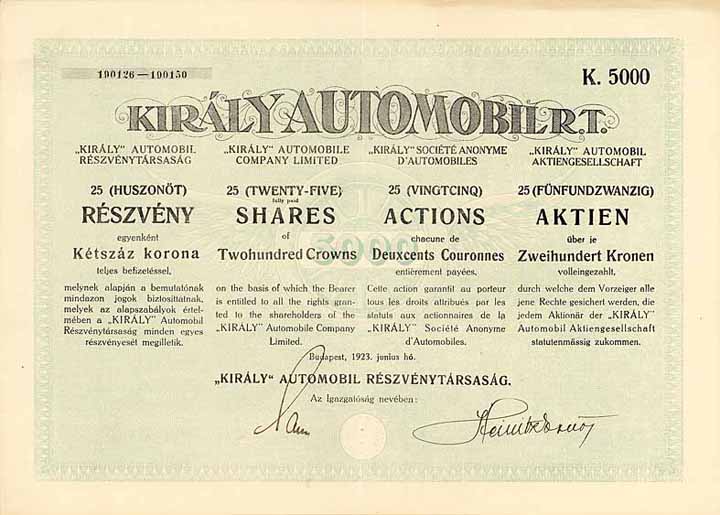 190126—190150
K. 5000
KIRÁLY AUTOMOBIL R.T.
„KIRÁLY" AUTOMOBIL
RÉSZVÉNYTÁRSASÁG
25 (HUSZONÖT)
RÉSZVÉNY
egyenként
Kétszáz korona
teljes befizetéssel,
melynek alapján a bemutatónak
mindazon jogok biztosíttatnak,
melyek az alapszabályok értel-
mében a „KIRÁLY" Automobil
Részvénytársaság minden egyes
részvényesét megilletik.
„KIRÁLY" AUTOMOBILE
COMPANY LIMITED
25 (TWENTY-FIVE)
fully paid
SHARES
of
Twohundred Crowns
on the basis of which the Bearer
is entitled to all the rights gran-
ted to the shareholders of the
„KIRÁLY" Automobile Company
Limited.
„KIRÁLY" SOCIÉTÉ ANONYME
D'AUTOMOBILES
25 (VINGTCINQ)
ACTIONS
chacune de
Deuxcents Couronnes
entièrement payées.
Cette action garantif au porteur
tous les droits attribués par les
statuts aux actionnaires de la
„KIRÁLY" Société Anonyme
d'Automobiles.
„KIRÁLY" AUTOMOBIL
AKTIENGESELLSCHAFT
25 (FÜNFUNDZWANZIG)
AKTIEN
über je
Zweihundert Kronen
volleingezahlt,
durch welche dem Vorzeiger alle
jene Rechte gesichert werden, die
jedem Aktionär der „KIRÁLY"
Automobil Aktiengesellschaft
statutenmässig zukommen.
5000
Budapest, 1923. junius hó.
„KIRÁLY" AUTOMOBIL RÉSZVÉNYTÁRSASÁG.
Az Igazgatóság nevében: